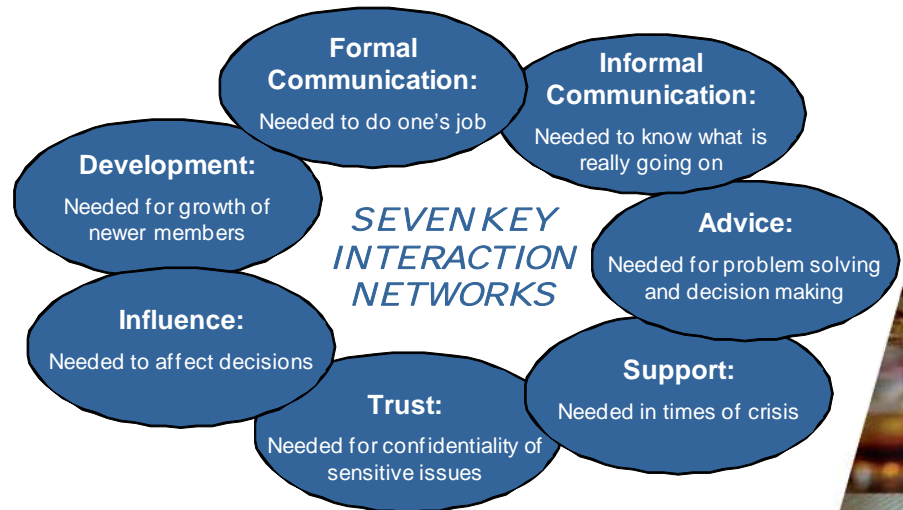 Formal
Communication:
Needed to do one's job
Informal
Communication:
Needed to know what is
really going on
Advice:
Needed for problem solving
and decision making
Support:
Needed in times of crisis
Trust:
Needed for confidentiality of
sensitive issues
Influence:
Needed to affect decisions
Development:
Needed for growth of
newer members
SEVEN KEY
INTERACTION
NETWORKS